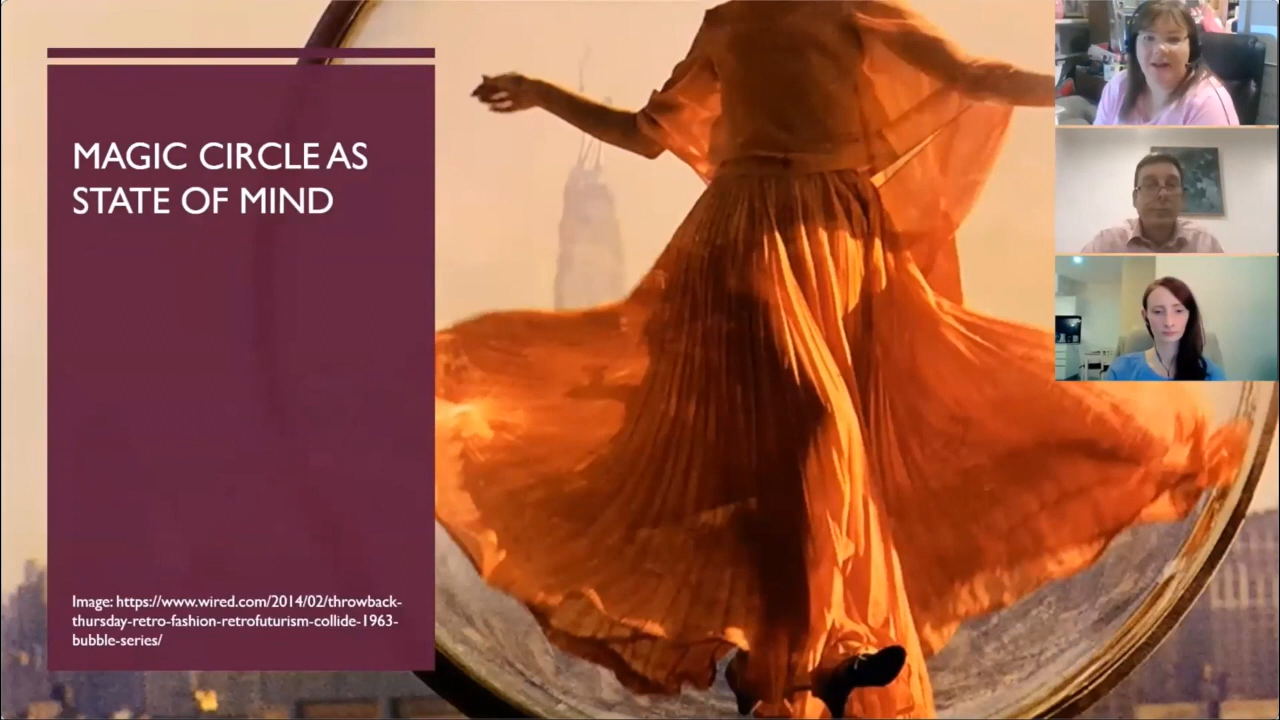 MAGIC CIRCLE AS
STATE OF MIND
Image: https://www.wired.com/2014/02/throwback-
thursday-retro-fashion-retrofuturism-collide-1963-
bubble-series/